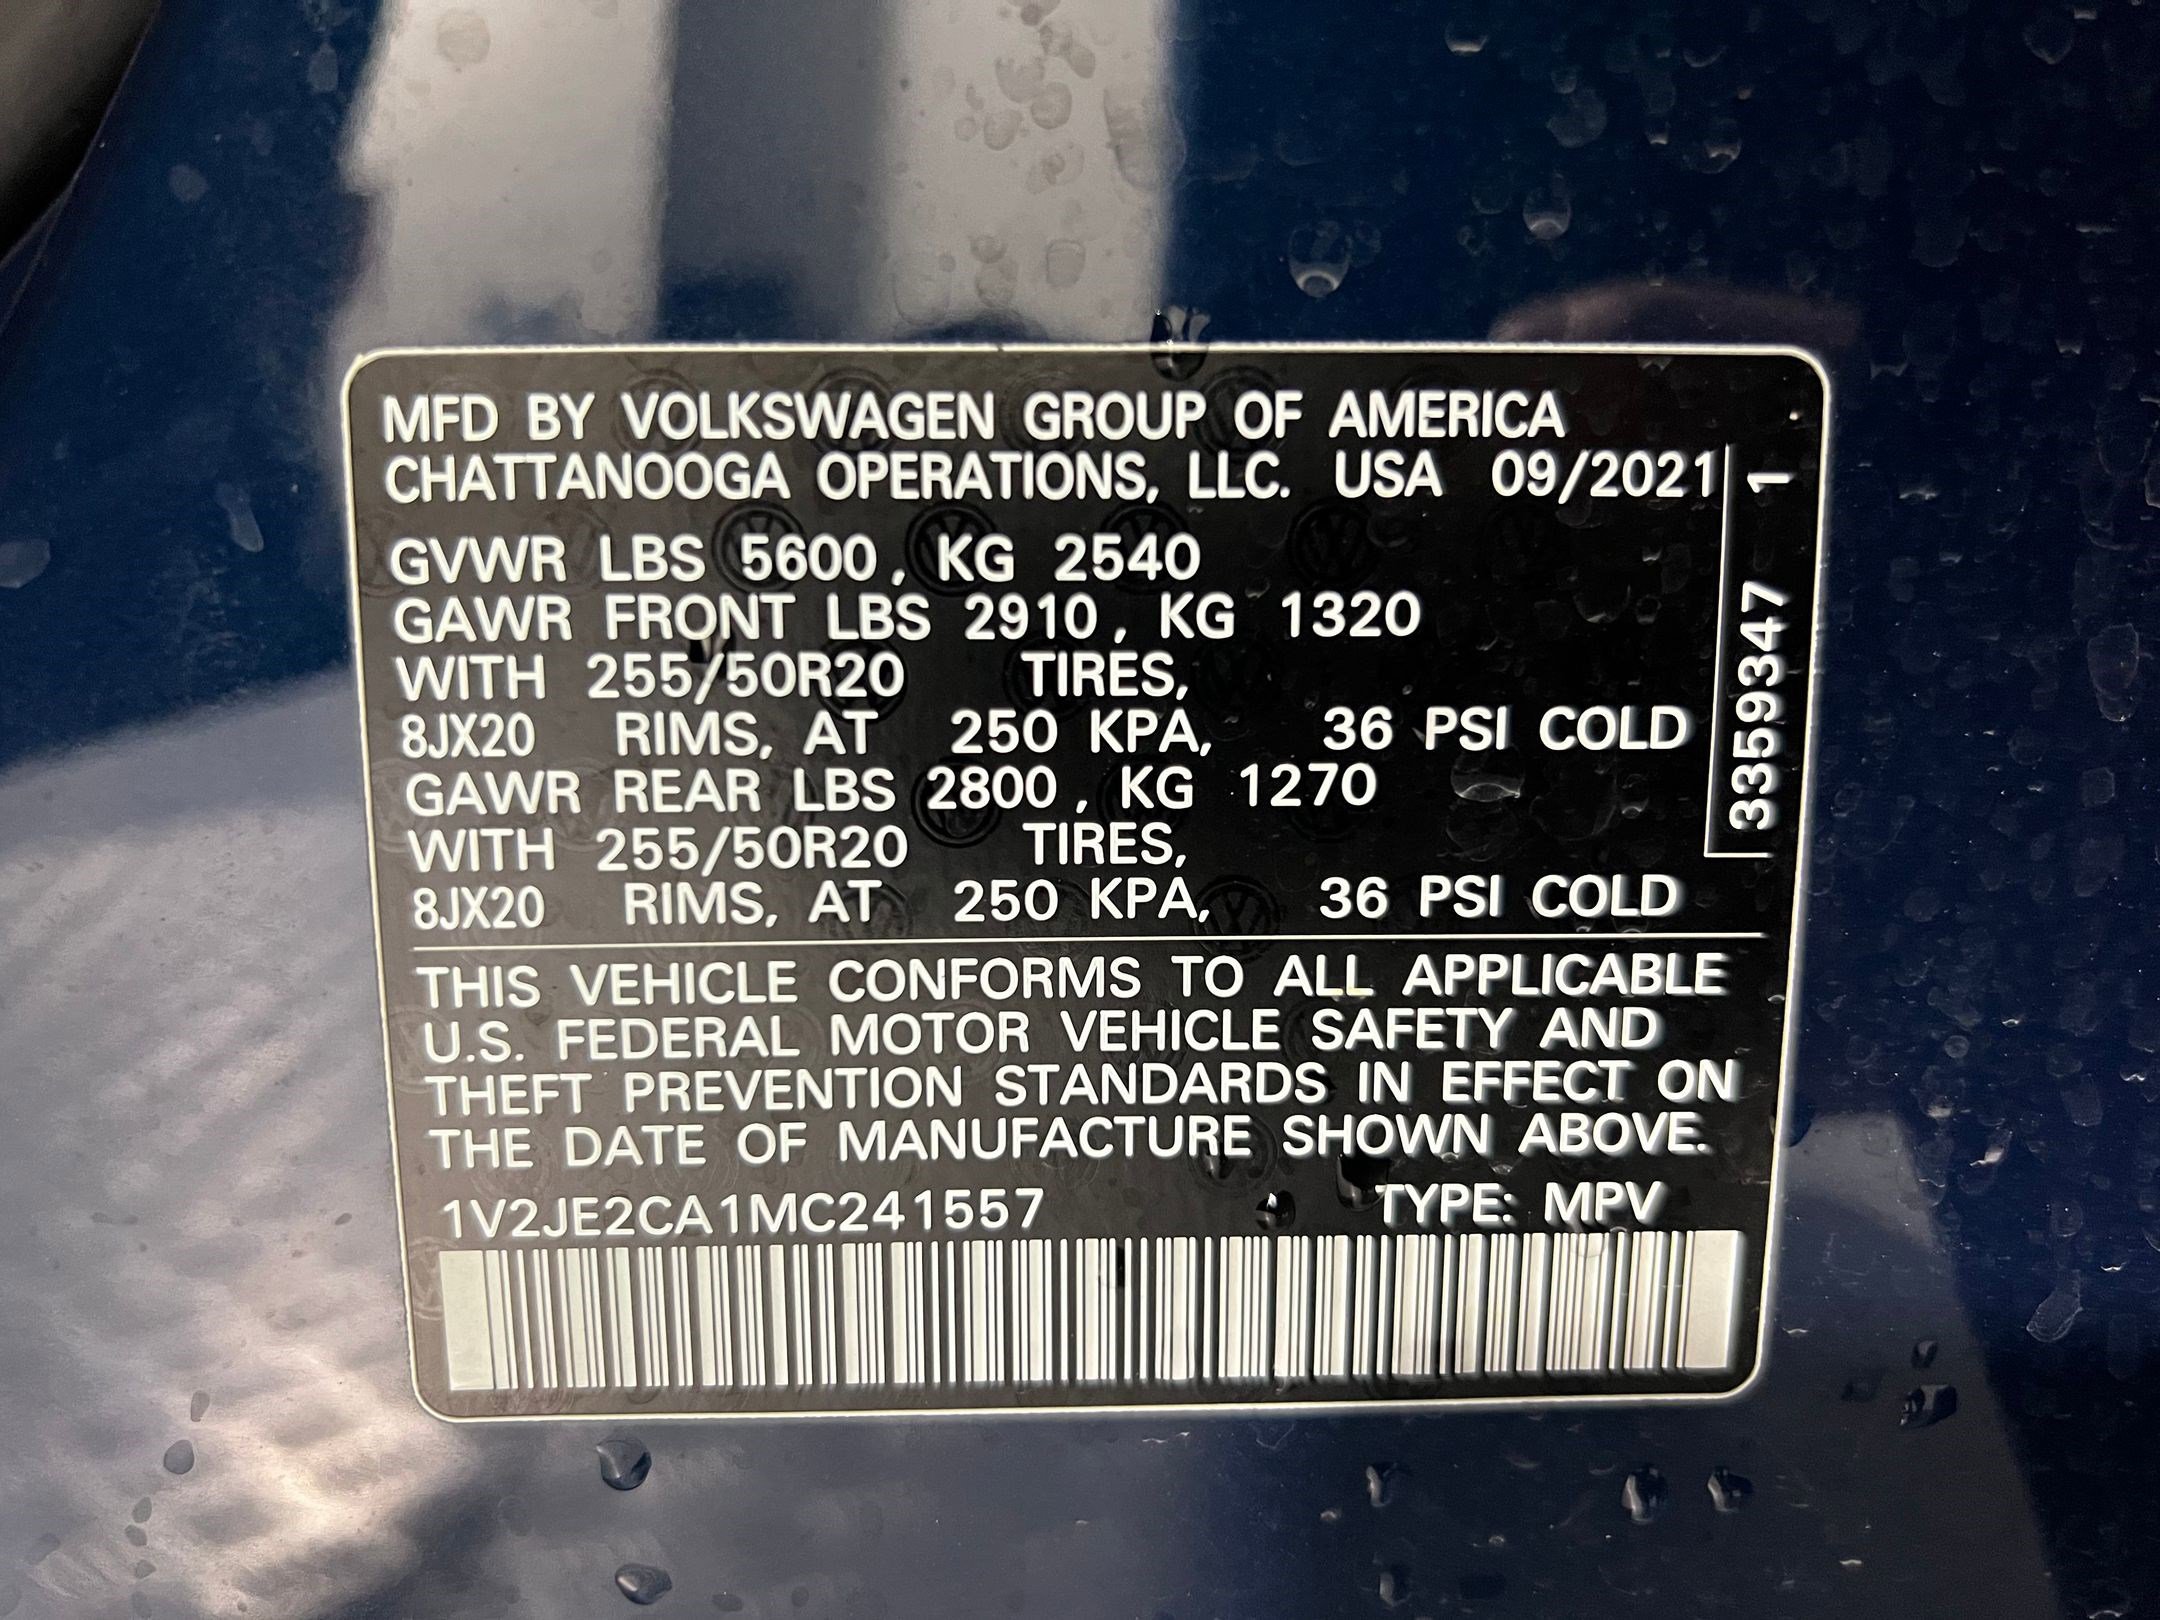 MFD BY VOLKSWAGEN GROUP OF AMERICA
CHATTANOOGA OPERATIONS, LLC. USA 09/2021
GVWR LBS 5600, KG 2540
GAWR FRONT LBS 2910, KG 1320
WITH 255/50R20 TIRES,
8JX20 RIMS, AT 250 KPA, 36 PSI COLD
GAWR REAR LBS 2800, KG 1270
WITH 255/50R20 TIRES,
8JX20 RIMS, AT 250 KPA, 36 PSI COLD
3359347 1
THIS VEHICLE CONFORMS TO ALL APPLICABLE
U.S. FEDERAL MOTOR VEHICLE SAFETY AND
THEFT PREVENTION STANDARDS IN EFFECT ON
THE DATE OF MANUFACTURE SHOWN ABOVE.
1V2JE2CA1MC241557 TYPE: MPV